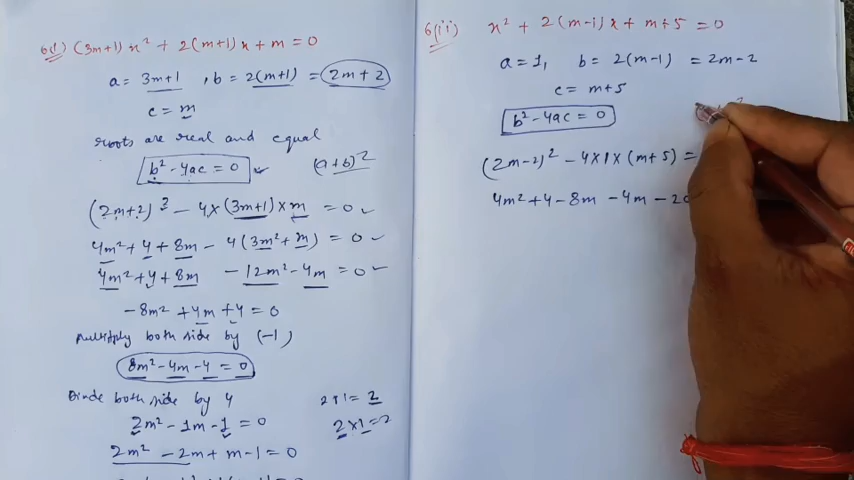 6(i) (3m+1) x² + 2(m+1) x + m = 0
a = 3m+1 , b = 2(m+1) = 2m+2
c = m
roots are real and equal
b² - 4ac = 0 (a+b)²
(2m+2)² - 4 × (3m+1) × m = 0
4m² + 4 + 8m - 4(3m² + m) = 0
4m² + 4 + 8m - 12m² - 4m = 0
-8m² + 4m + 4 = 0
multiply both side by (-1)
8m² - 4m - 4 = 0
Divide both side by 4 2×1 = 2
2m² - 1m - 1 = 0 2×1 = 2
2m² - 2m + m - 1 = 0
6(ii) x² + 2(m-1) x + m+5 = 0
a = 1, b = 2(m-1) = 2m-2
c = m+5
b² - 4ac = 0
(2m-2)² - 4×1×(m+5) =
4m² + 4 - 8m - 4m - 20